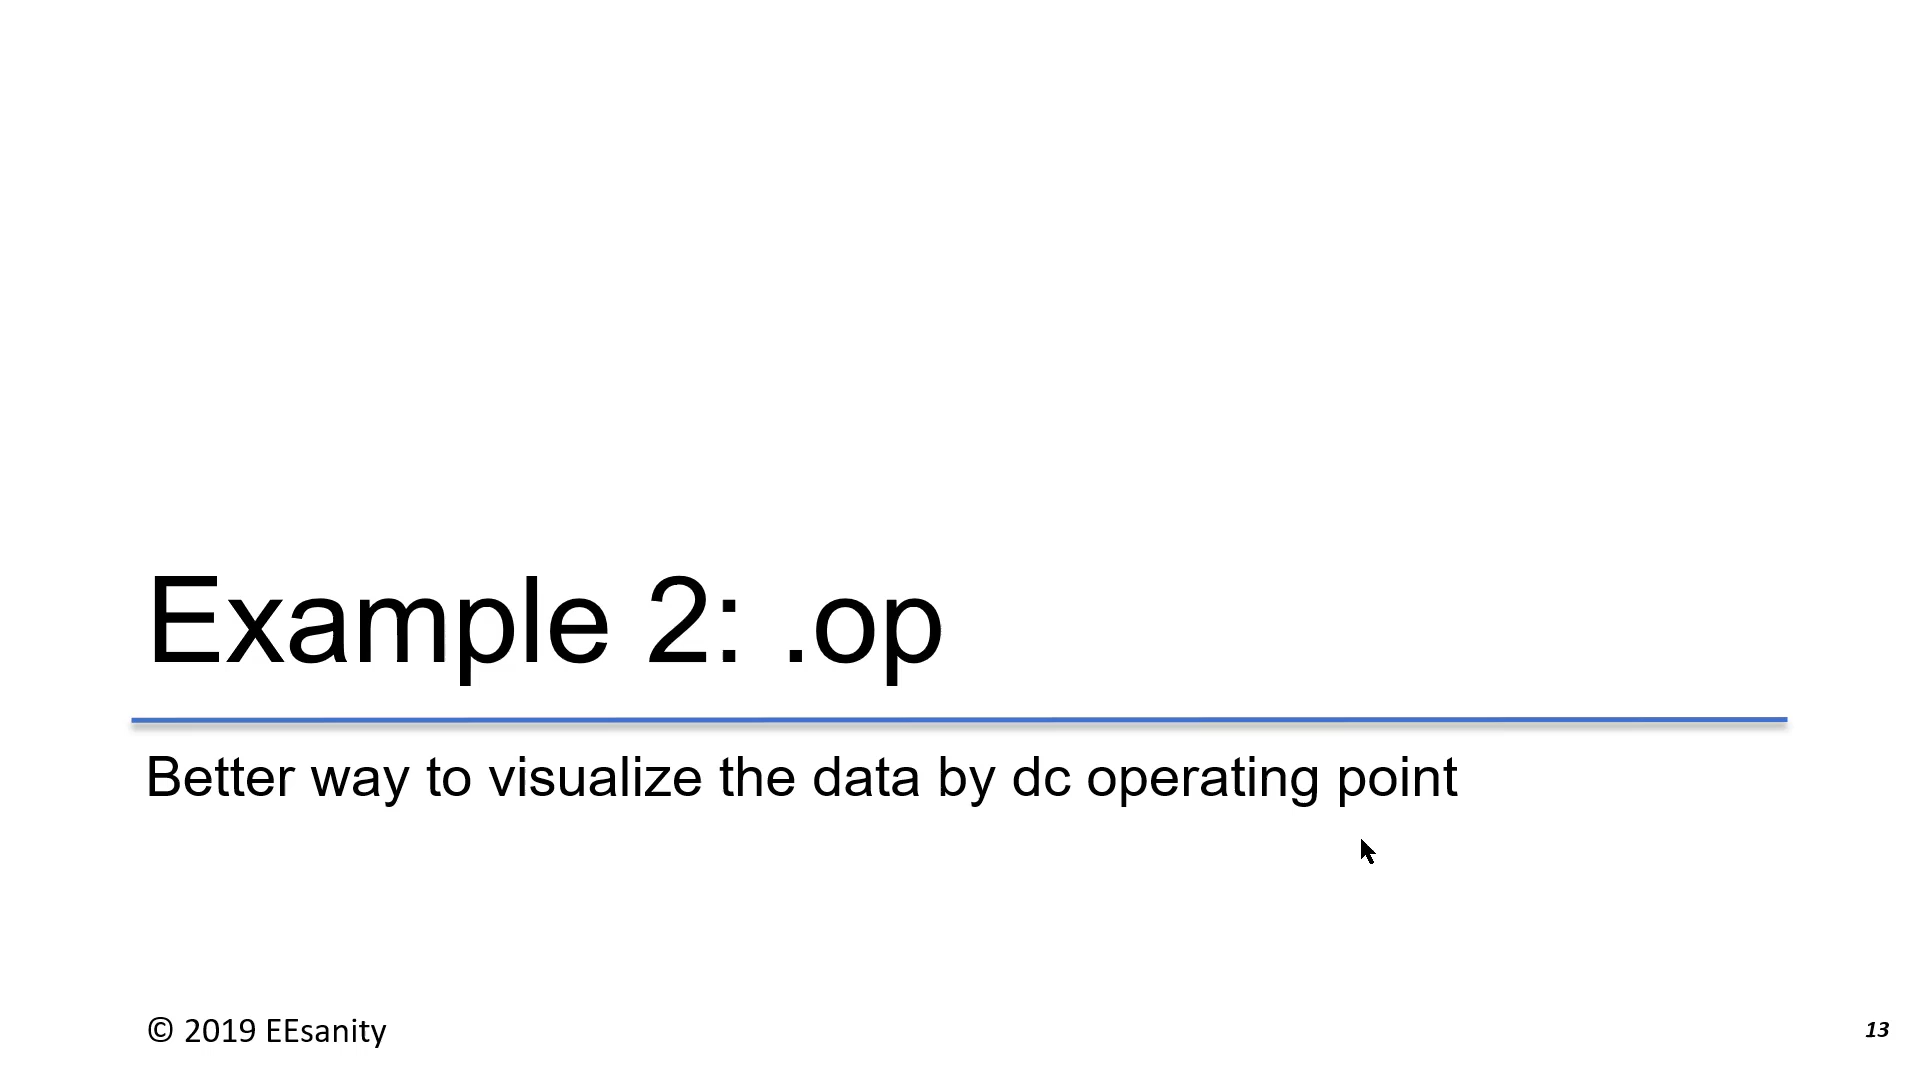 Example 2: .op
Better way to visualize the data by dc operating point
© 2019 EEsanity
13